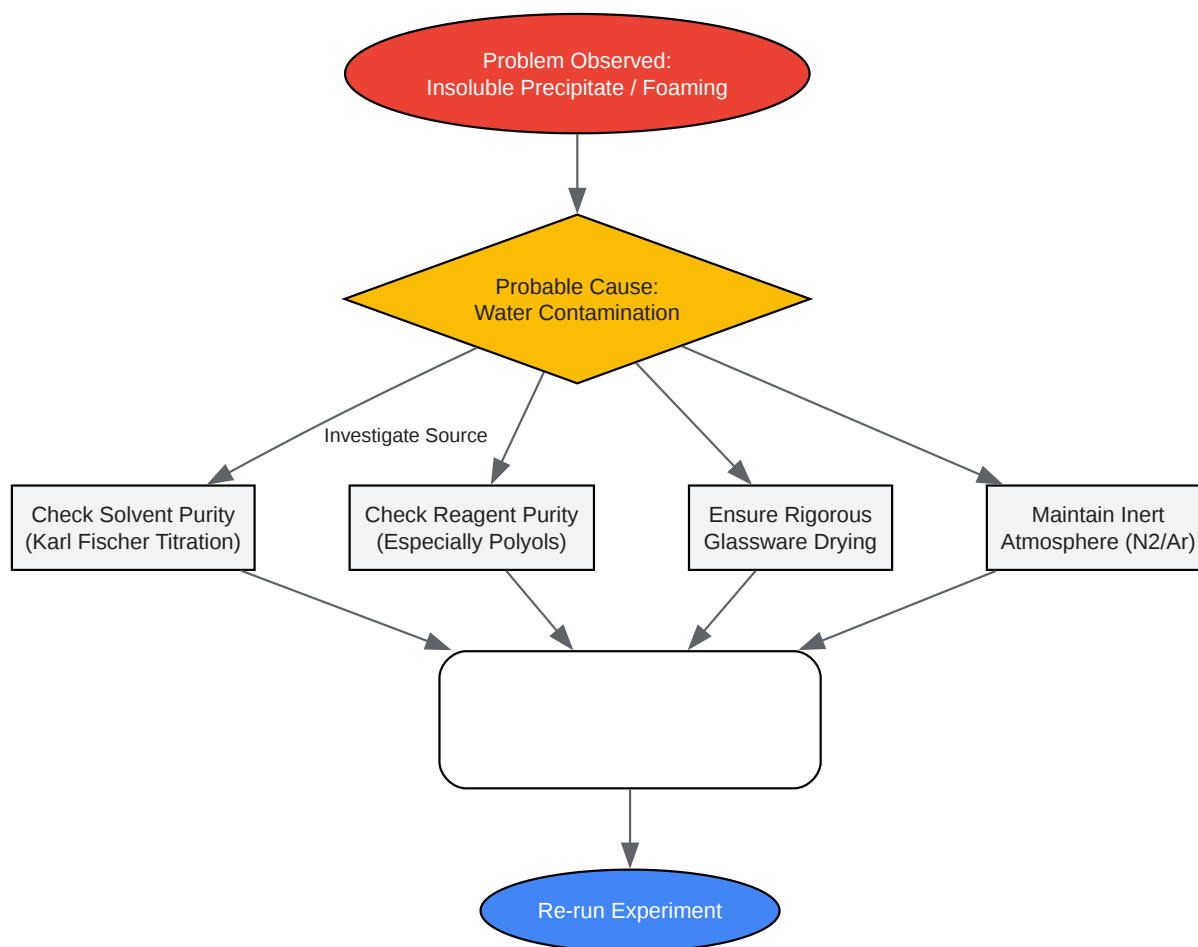 Problem Observed:
Insoluble Precipitate / Foaming
Probable Cause:
Water Contamination
Investigate Source
Check Solvent Purity
(Karl Fischer Titration)
Check Reagent Purity
(Especially Polyols)
Ensure Rigorous
Glassware Drying
Maintain Inert
Atmosphere (N2/Ar)
Re-run Experiment